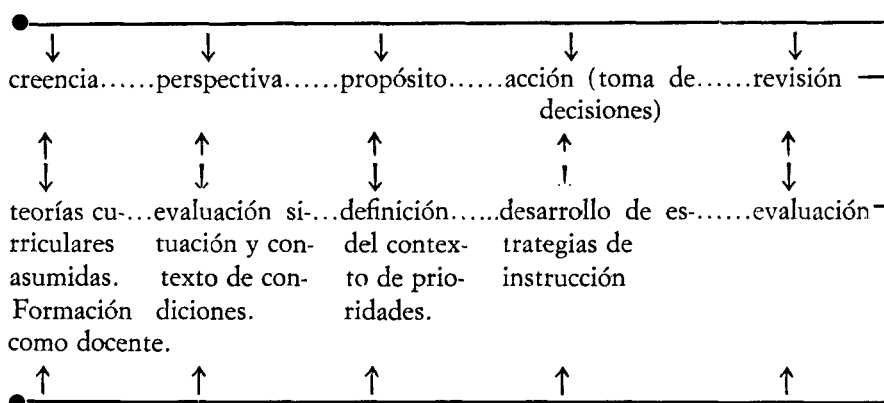 creencia......perspectiva......propósito......acción (toma de......revisión
decisiones)
teorías cu-...evaluación si-...definición......desarrollo de es-......evaluación
rriculares tuación y con- del contex- trategias de
asumidas. texto de con- to de prio- instrucción
Formación diciones. ridades.
como docente.